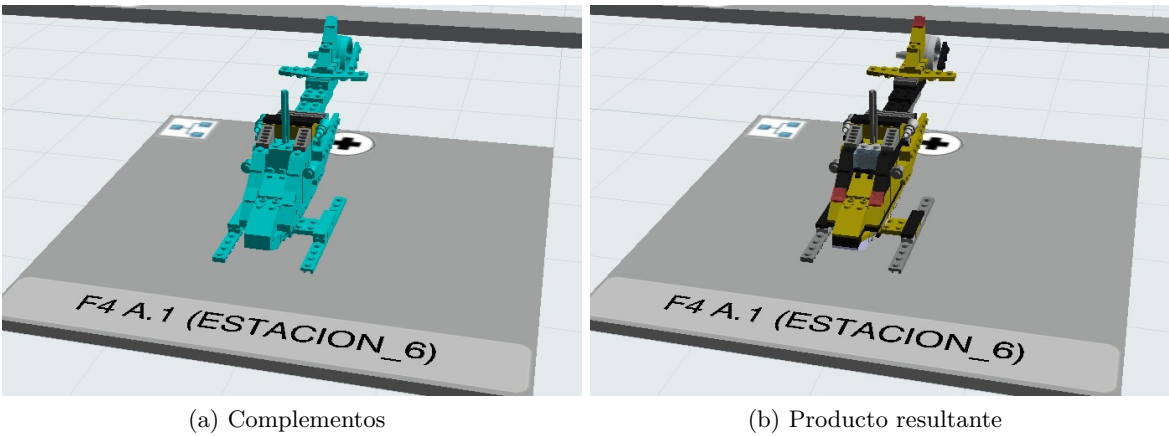 F4 A.1 (ESTACION_6)
F4 A.1 (ESTACION_6)
(a) Complementos
(b) Producto resultante